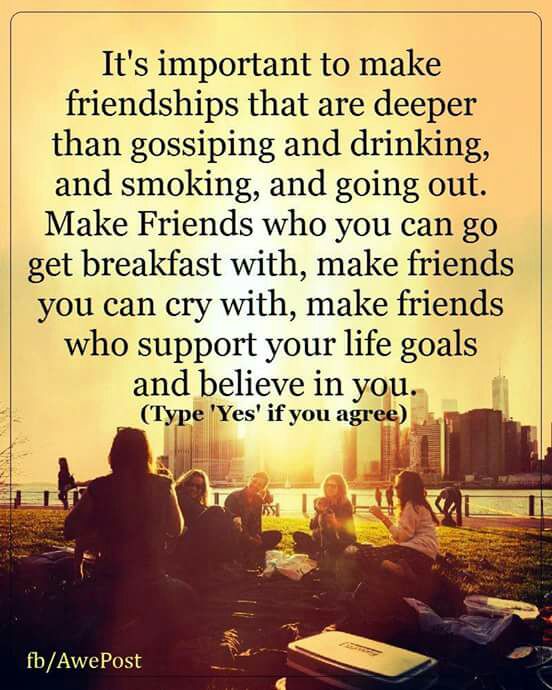 It's important to make
friendships that are deeper
than gossiping and drinking,
and smoking, and going out.
Make Friends who you can go
get breakfast with, make friends
you can cry with, make friends
who support your life goals
and believe in you.
(Type 'Yes' if you agree)
fb/AwePost